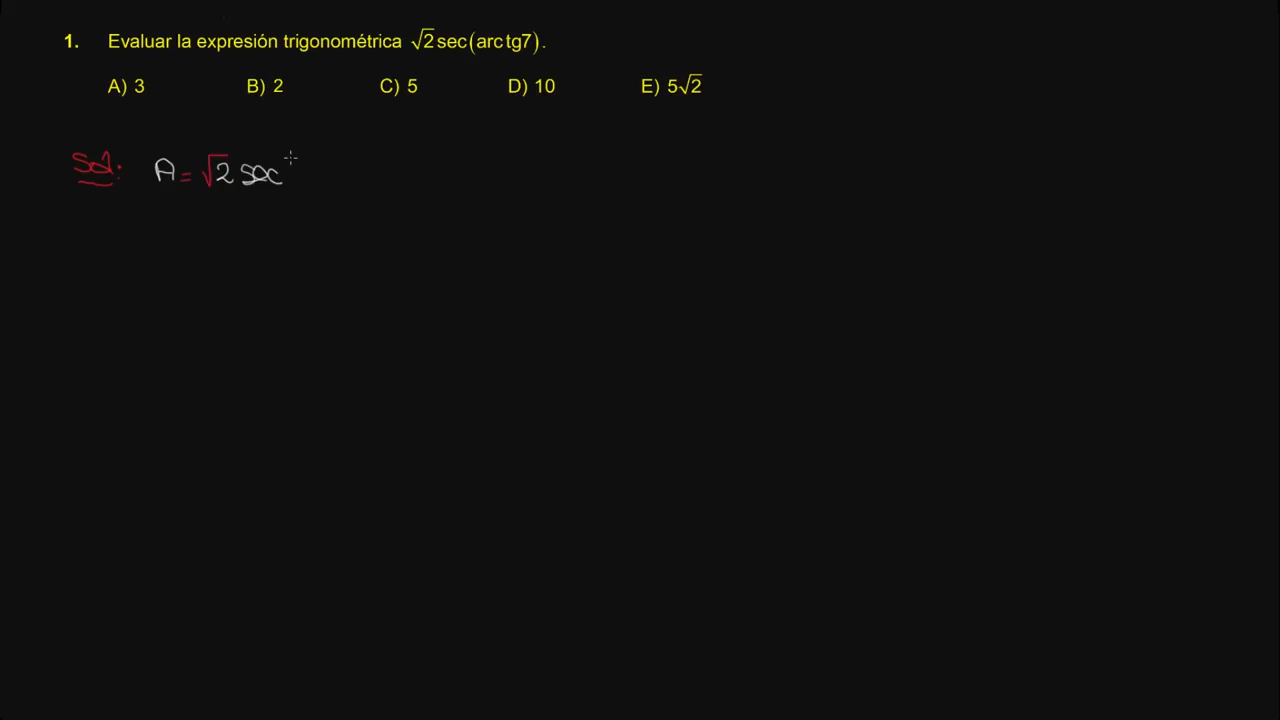 1. Evaluar la expresión trigonométrica √2 sec(arc tg7).
A) 3 B) 2 C) 5 D) 10 E) 5√2
Sol: A = √2 sec